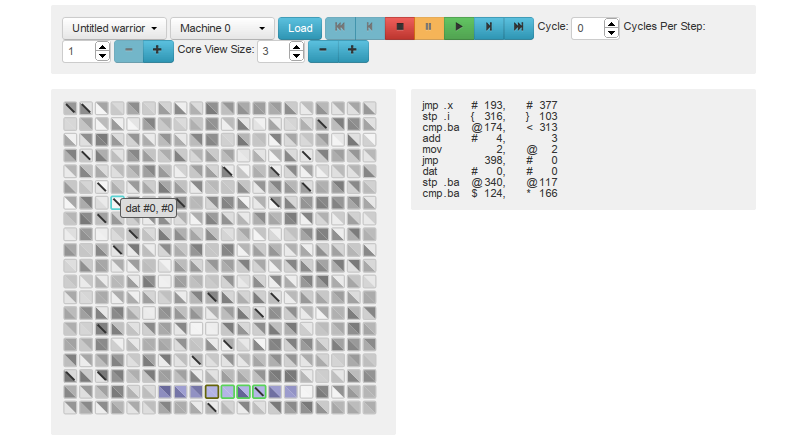 Untitled warrior Machine 0 Load Cycle: 0 Cycles Per Step:
1 - + Core View Size: 3 - +
jmp .x # 193, # 377
stp .i { 316, } 103
cmp.ba @174, < 313
add # 4, 3
mov 2, @ 2
jmp 398, # 0
dat # 0, # 0
stp .ba @340, @117
cmp.ba $ 124, * 166
dat #0, #0